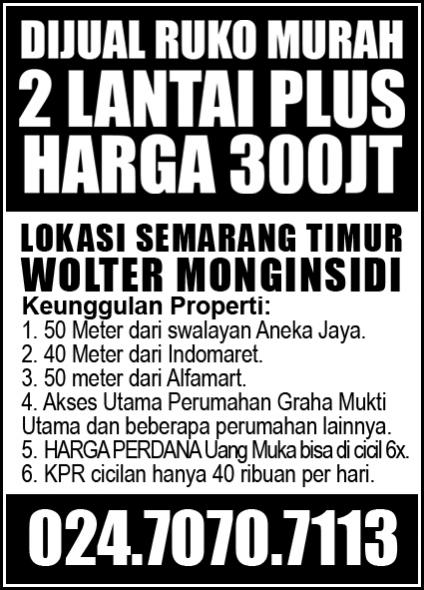 DIJUAL RUKO MURAH
2 LANTAI PLUS
HARGA 300JT
LOKASI SEMARANG TIMUR
WOLTER MONGINSIDI
Keunggulan Properti:
1. 50 Meter dari swalayan Aneka Jaya.
2. 40 Meter dari Indomaret.
3. 50 meter dari Alfamart.
4. Akses Utama Perumahan Graha Mukti
Utama dan beberapa perumahan lainnya.
5. HARGA PERDANA Uang Muka bisa di cicil 6x.
6. KPR cicilan hanya 40 ribuan per hari.
024.7070.7113